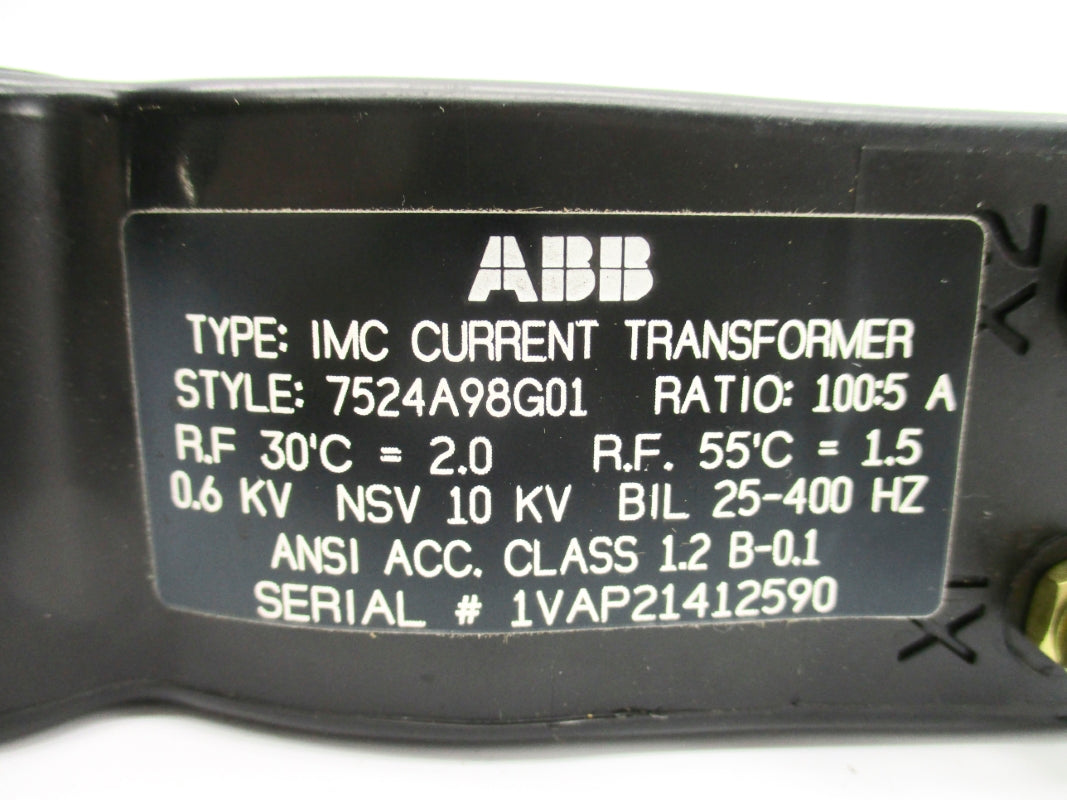 ABB
TYPE: IMC CURRENT TRANSFORMER
STYLE: 7524A98G01 RATIO: 100:5 A
R.F 30'C = 2.0 R.F. 55'C = 1.5
0.6 KV NSV 10 KV BIL 25-400 HZ
ANSI ACC. CLASS 1.2 B-0.1
SERIAL # 1VAP21412590
X2
X1